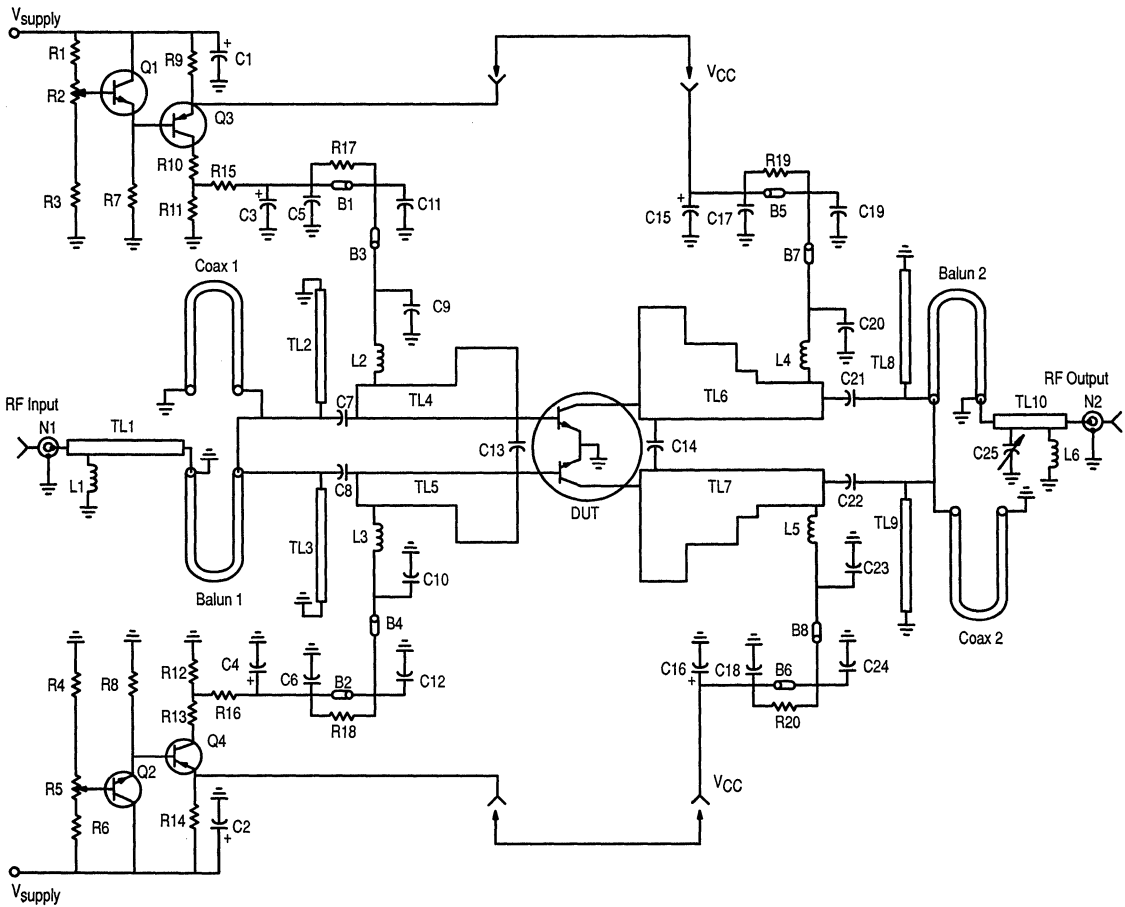 Vsupply
R1
R9
C1
Q1
R2
Q3
VCC
R10
R17
R19
R15
R3
R7
R11
C3
C5
B1
C11
C15
C17
B5
C19
B3
B7
Coax 1
Balun 2
C9
C20
TL2
L2
L4
TL8
RF Input
C7
TL4
TL6
C21
RF Output
N1
TL1
TL10
N2
C13
C14
C25
L6
L1
C8
TL5
TL7
C22
DUT
TL3
L3
L5
TL9
C10
C23
Balun 1
B4
B8
Coax 2
R4
R8
R12
C4
C6
B2
C12
C16
C18
B6
C24
R16
R13
R18
R20
Q4
Q2
R5
VCC
R6
R14
C2
Vsupply